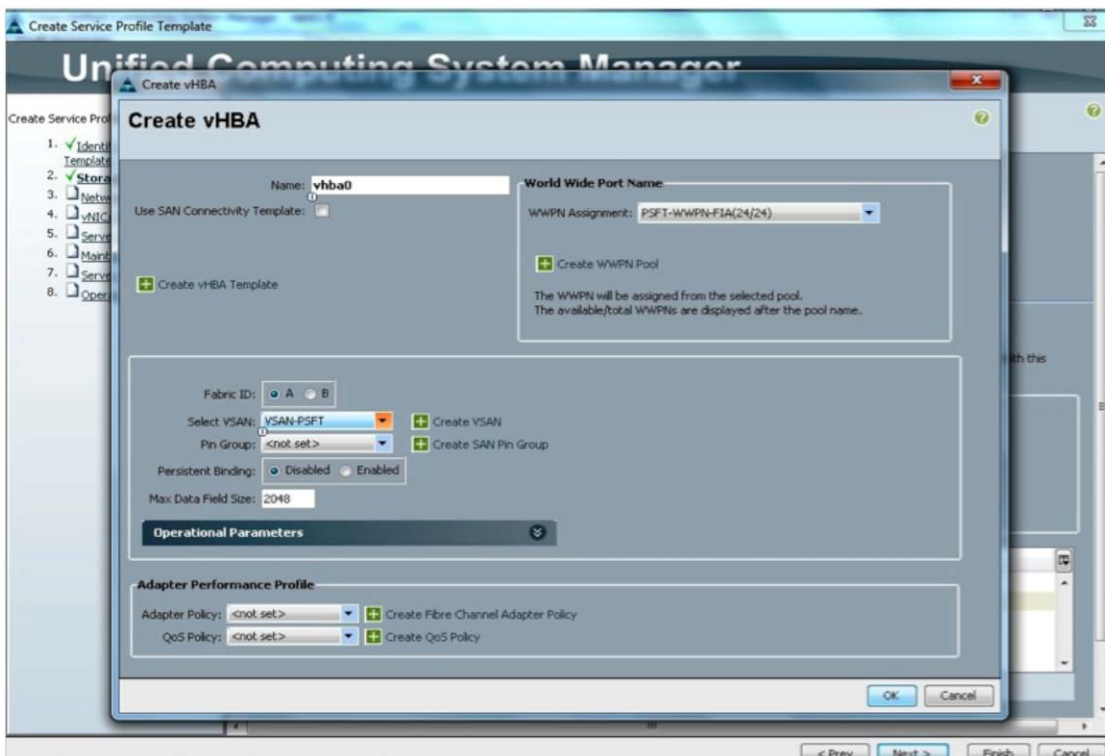 Create Service Profile Template
Unified Computing System Manager
Create vHBA
Create vHBA
Create Service Prof
1. Identif
Template
2. Stora
3. Netw
4. vNIC
5. Serve
6. Maint
7. Serve
8. Opera
Name: vhba0
Use SAN Connectivity Template:
Create vHBA Template
World Wide Port Name
WWPN Assignment: PSFT-WWPN-FIA(24/24)
Create WWPN Pool
The WWPN will be assigned from the selected pool.
The available/total WWPNs are displayed after the pool name.
ith this
Fabric ID: A B
Select VSAN: VSAN-PSFT Create VSAN
Pin Group: <not set> Create SAN Pin Group
Persistent Binding: Disabled Enabled
Max Data Field Size: 2048
Operational Parameters
Adapter Performance Profile
Adapter Policy: <not set> Create Fibre Channel Adapter Policy
QoS Policy: <not set> Create QoS Policy
OK Cancel
< Prev Next > Finish Cancel